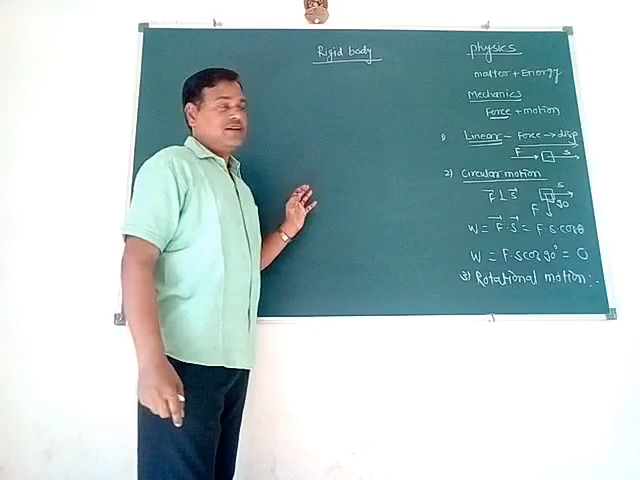 Rigid body
physics
matter + Energy
Mechanics
Force + motion
1) Linear - Force → disp
F S
2) Circular motion
F ⊥ S
S
F 90
W = F · S = F · S · cos θ
W = F · S cos 90° = 0
3) Rotational motion :-